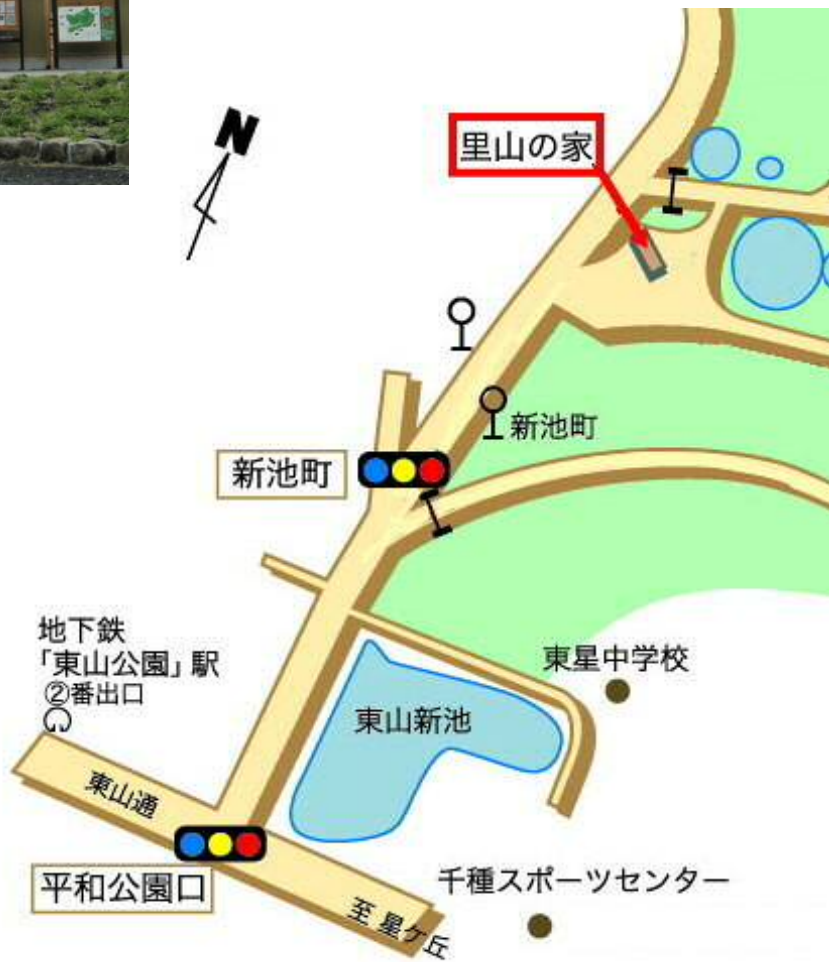 N
里山の家
新池町
新池町
地下鉄
「東山公園」駅
②番出口
東星中学校
東山新池
東山通
平和公園口
千種スポーツセンター
至 星ケ丘